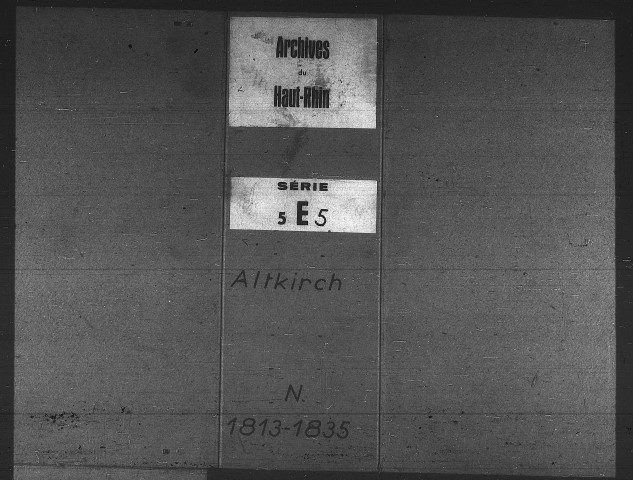 Archives
du
Haut-Rhin
SÉRIE
5 E 5
Altkirch
N.
1813-1835